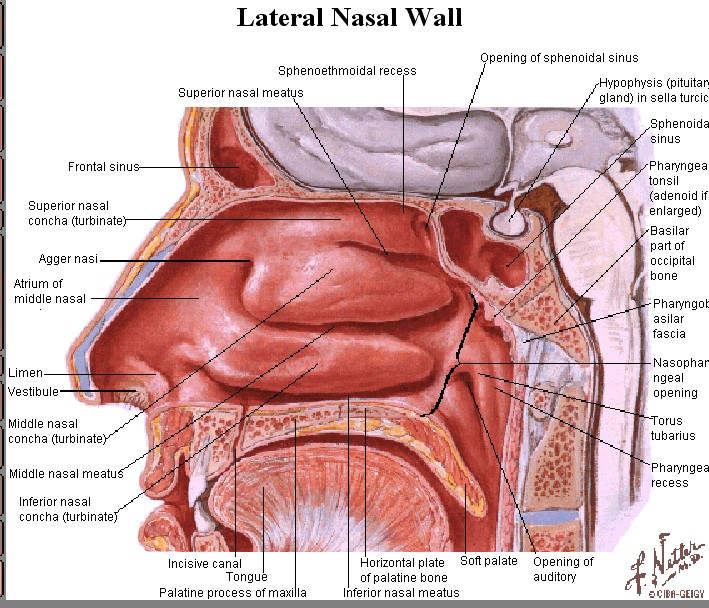 Lateral Nasal Wall
Opening of sphenoidal sinus
Sphenoethmoidal recess
Superior nasal meatus
Hypophysis (pituitary
gland) in sella turcic
Sphenoida
sinus
Frontal sinus
Pharyngea
tonsil
(adenoid if
enlarged)
Superior nasal
concha (turbinate)
Basilar
part of
occipital
bone
Agger nasi
Atrium of
middle nasal
Pharyngob
asilar
fascia
Limen
Vestibule
Nasophar
ngeal
opening
Middle nasal
concha (turbinate)
Torus
tubarius
Middle nasal meatus
Pharyngea
recess
Inferior nasal
concha (turbinate)
Incisive canal
Tongue
Palatine process of maxilla
Horizontal plate
of palatine bone
Inferior nasal meatus
Soft palate
Opening of
auditory
F. Netter
M.D.
© CIBA-GEIGY